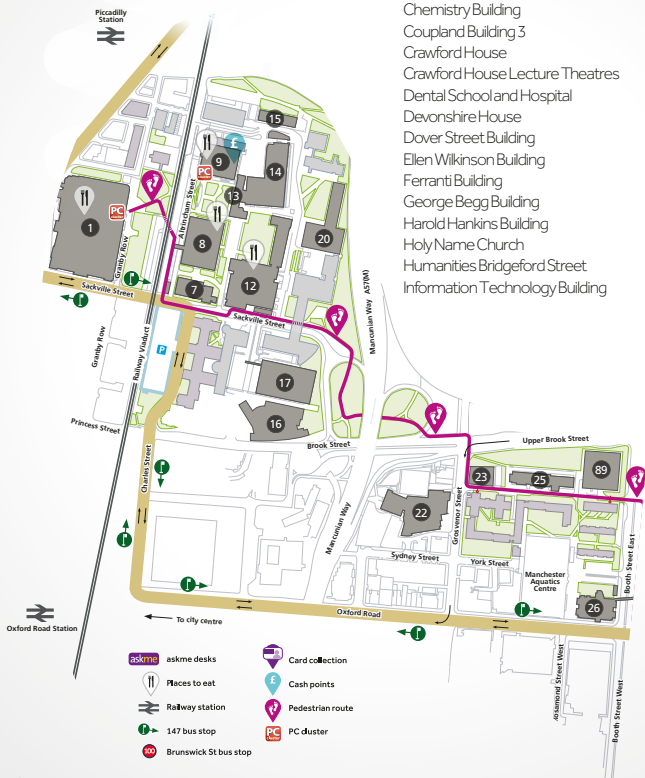 Chemistry Building
Coupland Building 3
Crawford House
Crawford House Lecture Theatres
Dental School and Hospital
Devonshire House
Dover Street Building
Ellen Wilkinson Building
Ferranti Building
George Begg Building
Harold Hankins Building
Holy Name Church
Humanities Bridgeford Street
Information Technology Building
Piccadilly
Station
15
£
9
PC
cluster
14
13
Altrincham Street
PC
cluster
1
8
20
Granby Row
12
7
Sackville Street
Sackville Street
Mancunian Way A57(M)
Granby Row
Railway Viaduct
P
17
16
Princess Street
Brook Street
Upper Brook Street
Charles Street
23
25
89
22
Mancunian Way
Grosvenor Street
Sydney Street
York Street
Manchester
Aquatics
Centre
Booth Street East
26
Oxford Road
To city centre
Oxford Road Station
Rosamond Street West
Booth Street West
askme askme desks
Places to eat
Railway station
147 bus stop
100 Brunswick St bus stop
Card collection
£ Cash points
Pedestrian route
PC cluster PC cluster